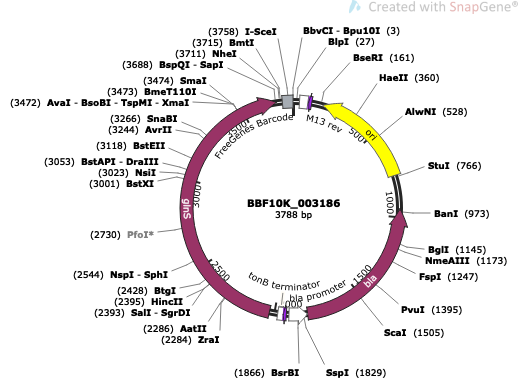 Created with SnapGene®
(3758) I-SceI
(3715) BmtI
(3711) NheI
(3688) BspQI - SapI
(3474) SmaI
(3473) BmeT110I
(3472) AvaI - BsoBI - TspMI - XmaI
(3266) SnaBI
(3244) AvrII
(3118) BstEII
(3053) BstAPI - DraIII
(3023) NsiI
(3001) BstXI
(2730) PfoI*
(2544) NspI - SphI
(2428) BtgI
(2395) HincII
(2393) SalI - SgrDI
(2286) AatII
(2284) ZraI
(1866) BsrBI
BbvCI - Bpu10I (3)
BlpI (27)
BseRI (161)
HaeII (360)
AlwNI (528)
StuI (766)
BanI (973)
BglI (1145)
NmeAIII (1173)
FspI (1247)
PvuI (1395)
ScaI (1505)
SspI (1829)
FreeGenes Barcode
M13 rev
ori
bla
bla promoter
tonB terminator
glnS
500
1000
1500
2500
3000
3500
BBF10K_003186
3788 bp